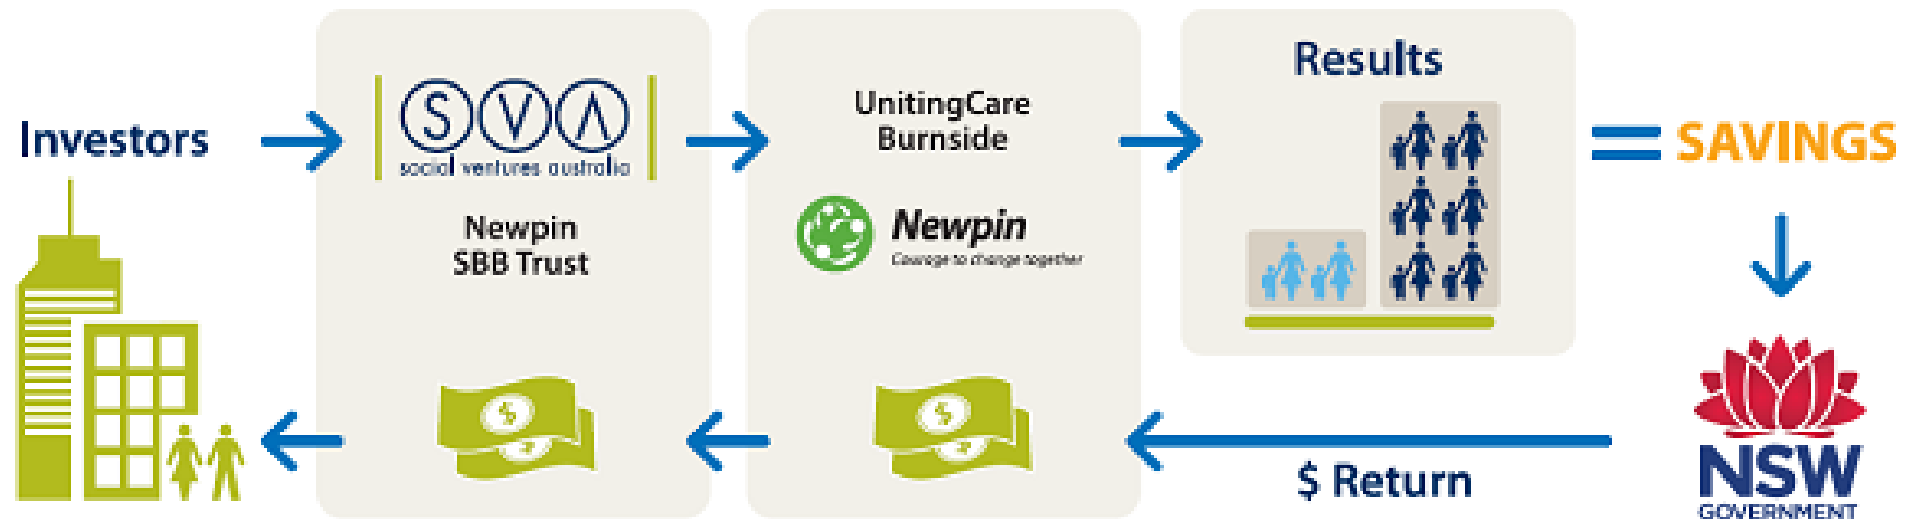 Investors
SVA
social ventures australia
Newpin
SBB Trust
$
UnitingCare
Burnside
Newpin
Courage to change together
$
Results
= SAVINGS
$ Return
NSW
GOVERNMENT